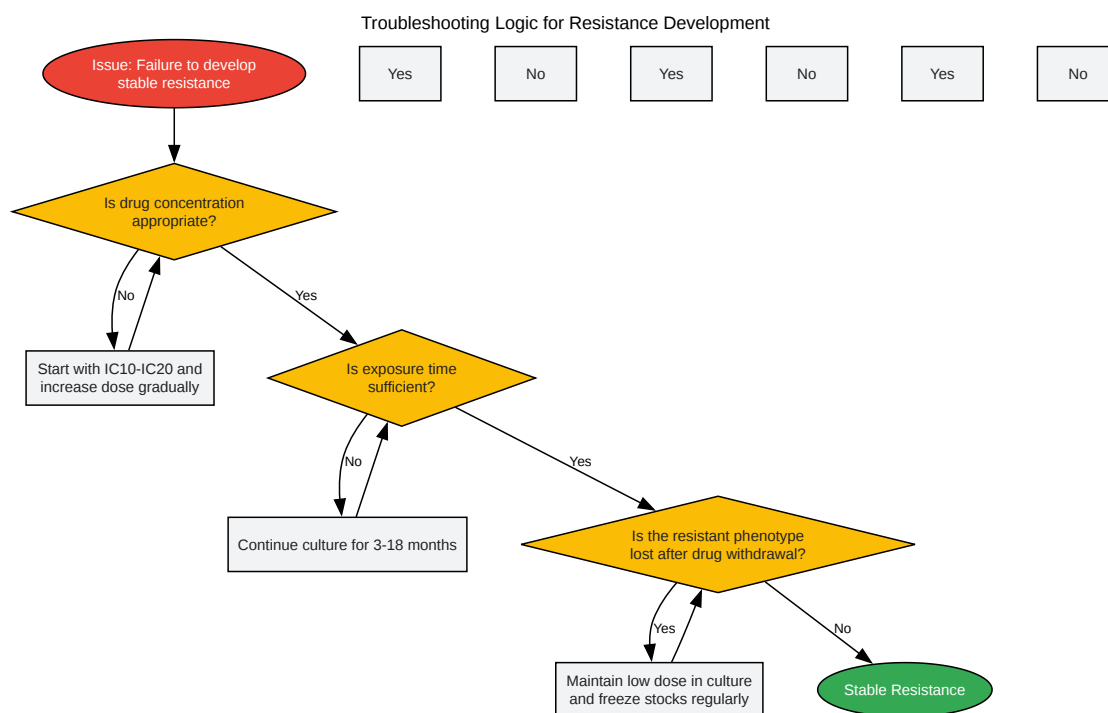 Troubleshooting Logic for Resistance Development
Issue: Failure to develop
stable resistance
Yes
No
Yes
No
Yes
No
Is drug concentration
appropriate?
No
Yes
Start with IC10-IC20 and
increase dose gradually
Is exposure time
sufficient?
No
Yes
Continue culture for 3-18 months
Is the resistant phenotype
lost after drug withdrawal?
Yes
No
Maintain low dose in culture
and freeze stocks regularly
Stable Resistance